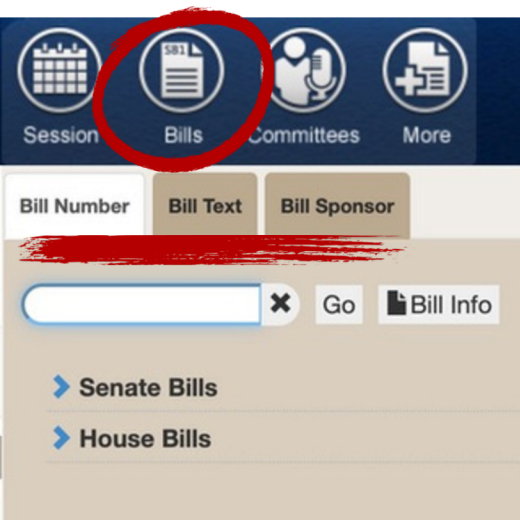 SB1
Session Bills Committees More
Bill Number Bill Text Bill Sponsor
Go Bill Info
Senate Bills
House Bills